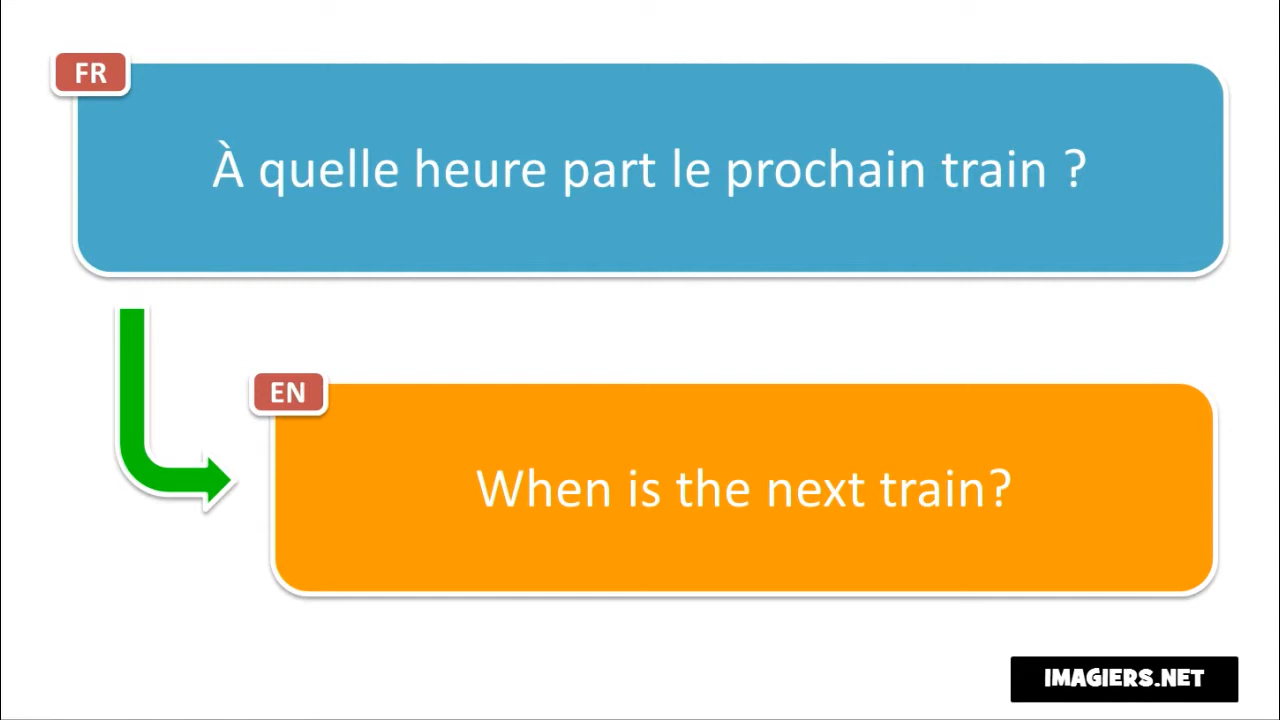 FR
À quelle heure part le prochain train ?
EN
When is the next train?
IMAGIERS.NET